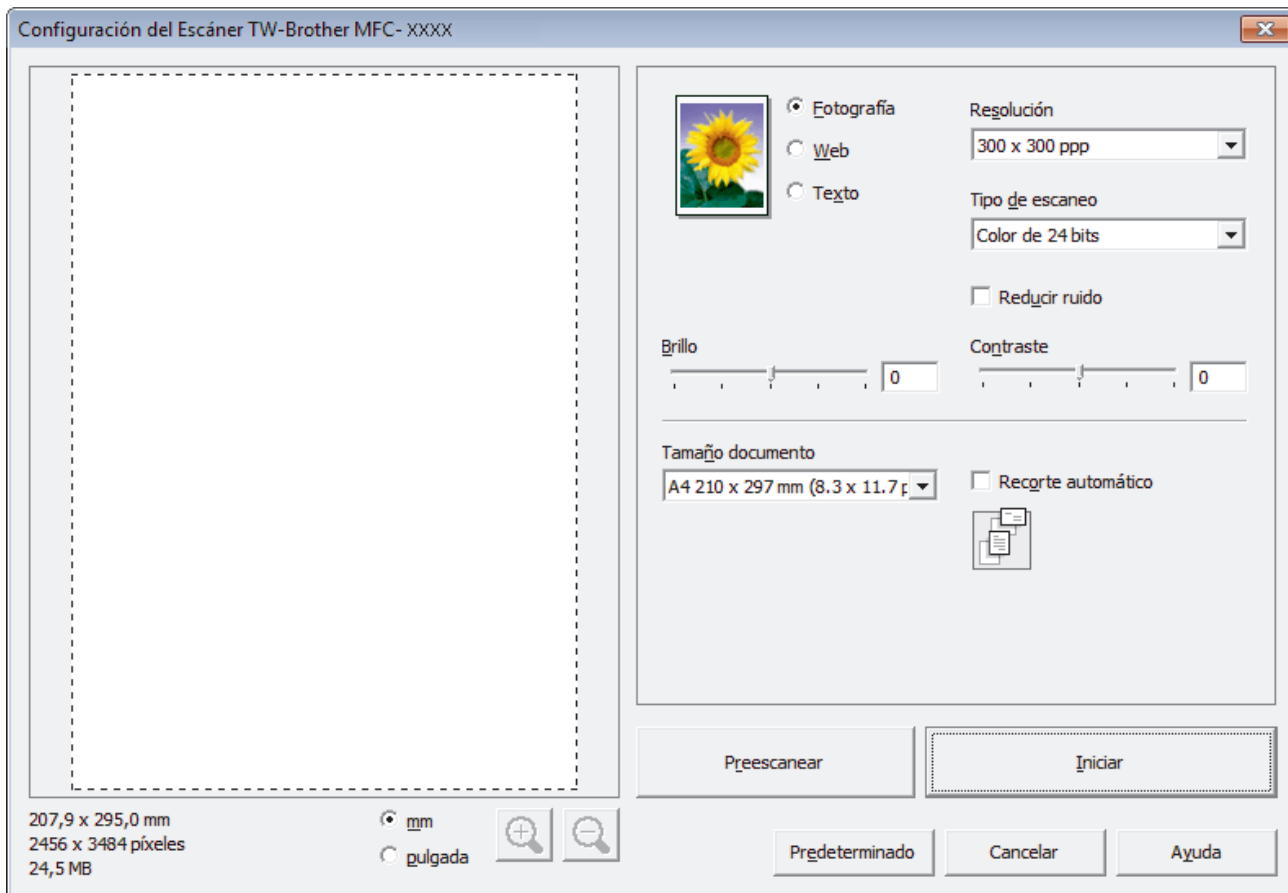 Configuración del Escáner TW-Brother MFC- XXXX
Fotografía
Web
Texto
Resolución
300 x 300 ppp
Tipo de escaneo
Color de 24 bits
Reducir ruido
Brillo
0
Contraste
0
Tamaño documento
A4 210 x 297 mm (8.3 x 11.7 p
Recorte automático
Preescanear
Iniciar
207,9 x 295,0 mm
2456 x 3484 píxeles
24,5 MB
mm
pulgada
Predeterminado
Cancelar
Ayuda